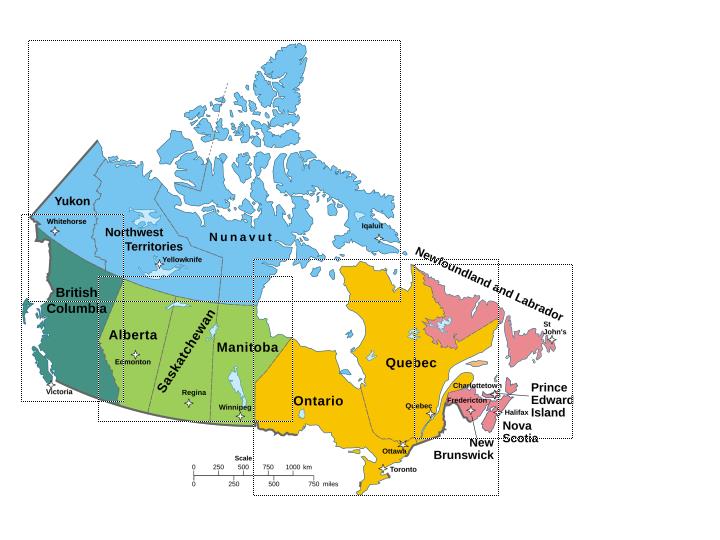 Yukon
Whitehorse
Northwest
Territories
Yellowknife
Nunavut
Iqaluit
British
Columbia
Victoria
Alberta
Edmonton
Saskatchewan
Regina
Manitoba
Winnipeg
Ontario
Ottawa
Toronto
Quebec
Quebec
Newfoundland and Labrador
St
John's
Charlottetown
Fredericton
Halifax
Prince
Edward
Island
Nova
Scotia
New
Brunswick
Scale
0 250 500 750 1000 km
0 250 500 750 miles